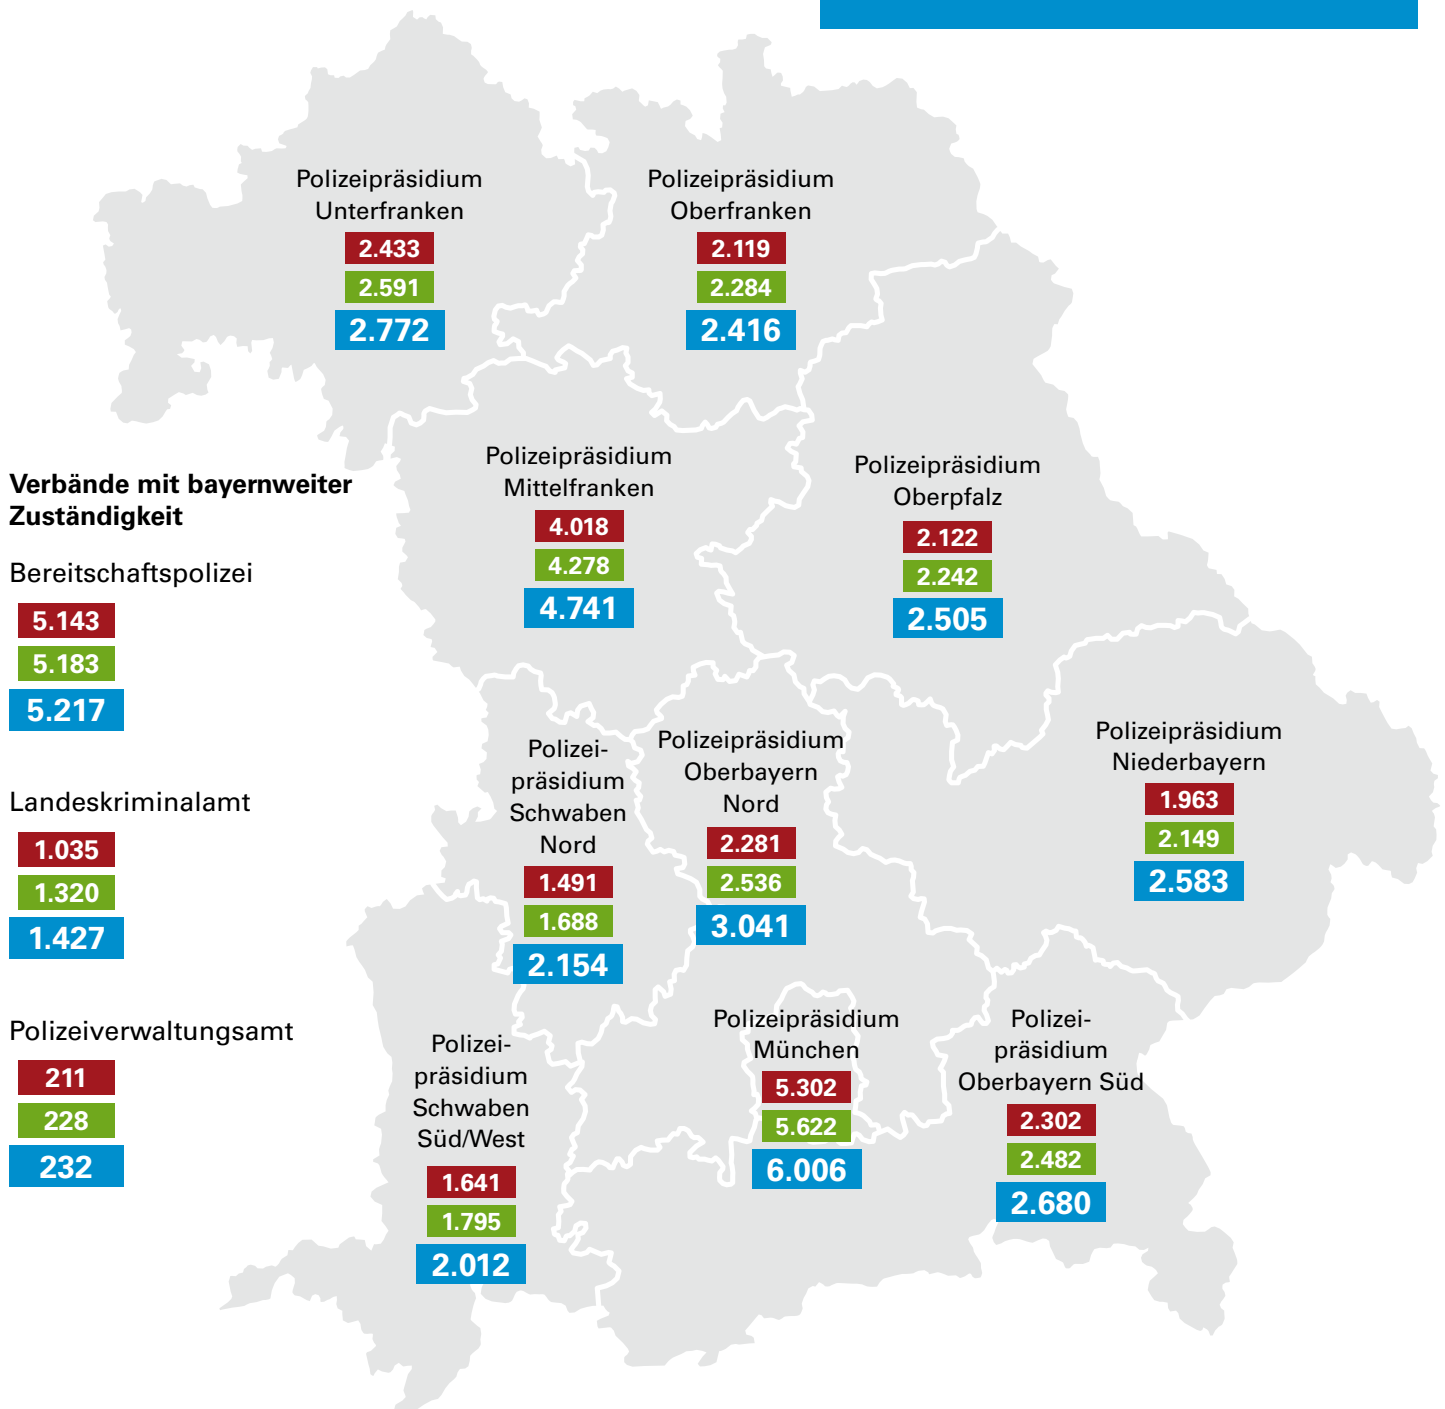 Polizeipräsidium
Unterfranken
2.433
2.591
2.772
Polizeipräsidium
Oberfranken
2.119
2.284
2.416
Polizeipräsidium
Mittelfranken
4.018
4.278
4.741
Polizeipräsidium
Oberpfalz
2.122
2.242
2.505
Verbände mit bayernweiter
Zuständigkeit
Bereitschaftspolizei
5.143
5.183
5.217
Landeskriminalamt
1.035
1.320
1.427
Polizeiverwaltungsamt
211
228
232
Polizei-
präsidium
Schwaben
Nord
1.491
1.688
2.154
Polizeipräsidium
Oberbayern
Nord
2.281
2.536
3.041
Polizeipräsidium
Niederbayern
1.963
2.149
2.583
Polizei-
präsidium
Schwaben
Süd/West
1.641
1.795
2.012
Polizeipräsidium
München
5.302
5.622
6.006
Polizei-
präsidium
Oberbayern Süd
2.302
2.482
2.680